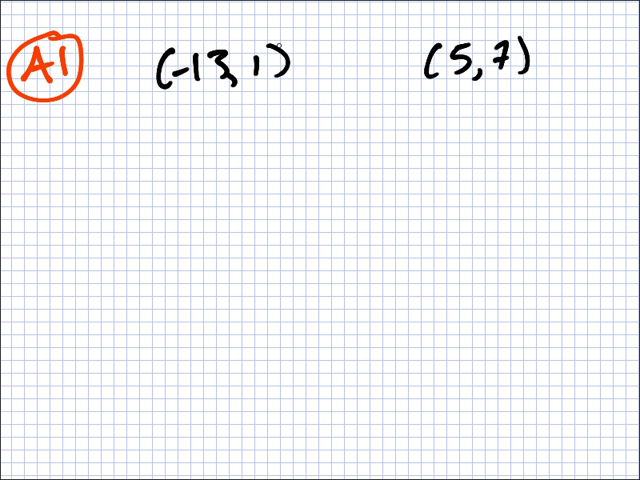 A1 (-13, 1) (5, 7)